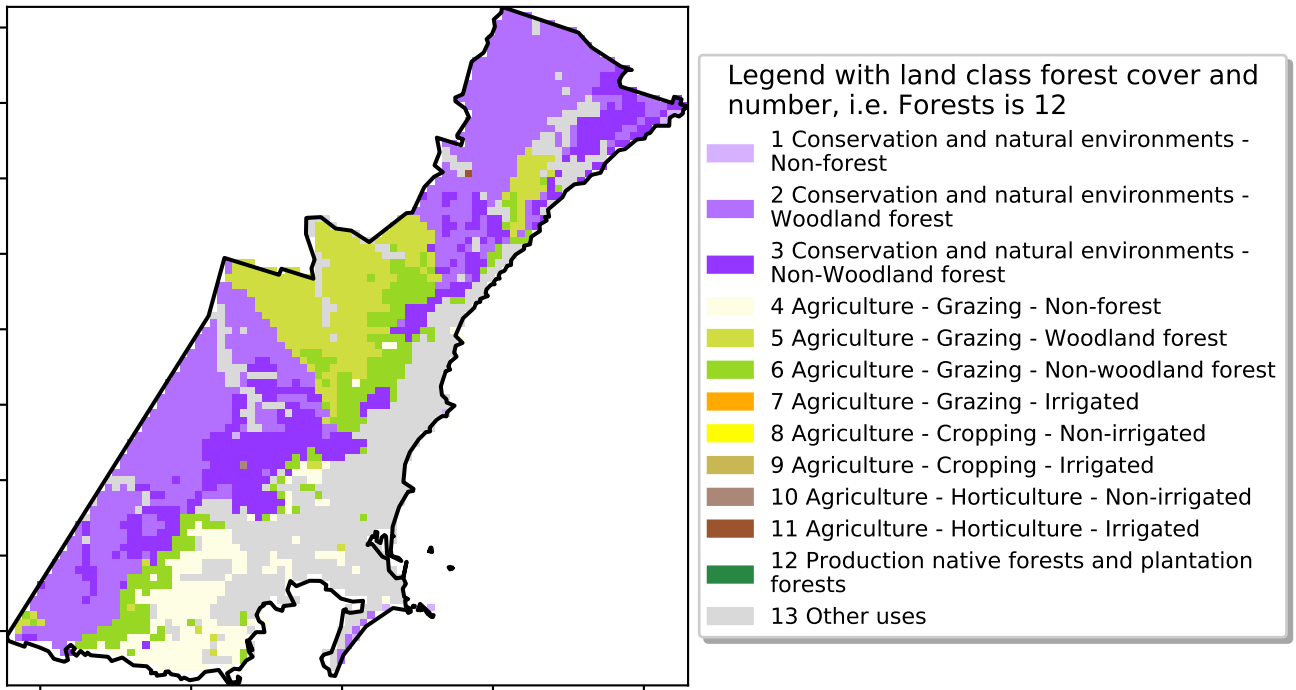 Legend with land class forest cover and
number, i.e. Forests is 12
1 Conservation and natural environments -
Non-forest
2 Conservation and natural environments -
Woodland forest
3 Conservation and natural environments -
Non-Woodland forest
4 Agriculture - Grazing - Non-forest
5 Agriculture - Grazing - Woodland forest
6 Agriculture - Grazing - Non-woodland forest
7 Agriculture - Grazing - Irrigated
8 Agriculture - Cropping - Non-irrigated
9 Agriculture - Cropping - Irrigated
10 Agriculture - Horticulture - Non-irrigated
11 Agriculture - Horticulture - Irrigated
12 Production native forests and plantation
forests
13 Other uses